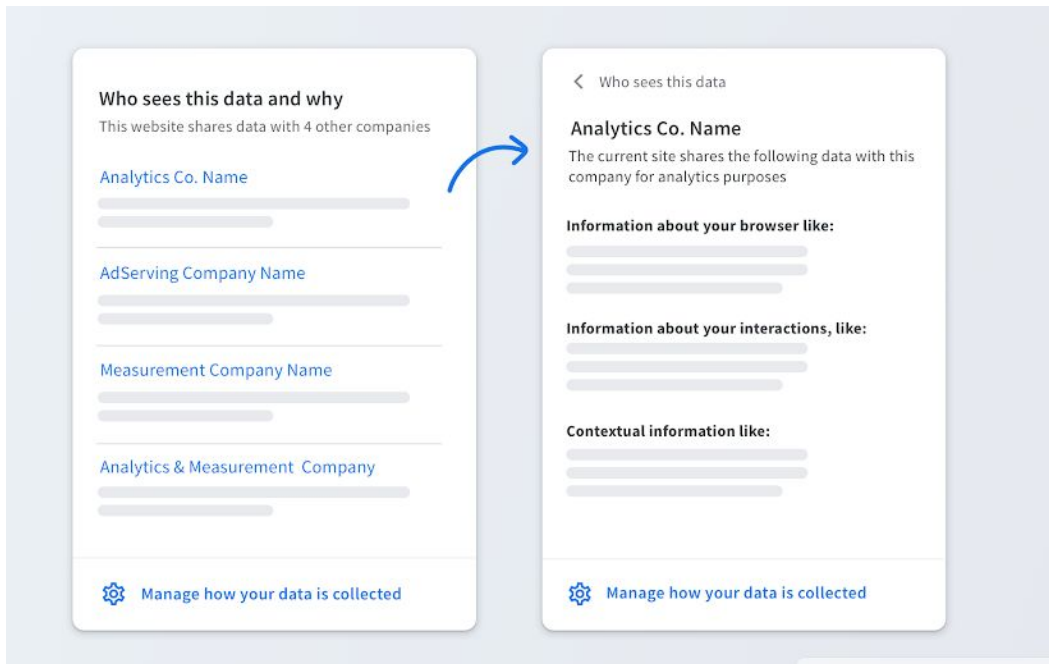 Who sees this data and why
This website shares data with 4 other companies
Analytics Co. Name
AdServing Company Name
Measurement Company Name
Analytics & Measurement Company
Manage how your data is collected
Who sees this data
Analytics Co. Name
The current site shares the following data with this
company for analytics purposes
Information about your browser like:
Information about your interactions, like:
Contextual information like:
Manage how your data is collected